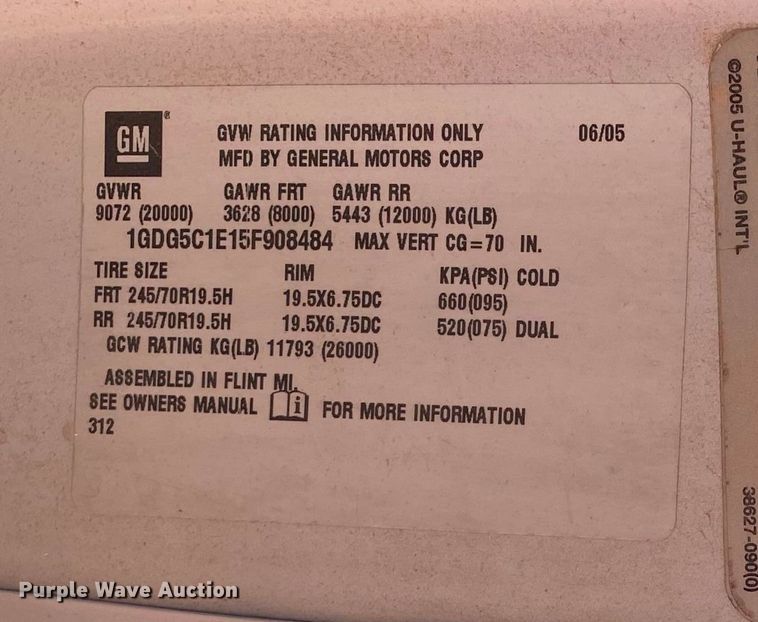 GM®
GVW RATING INFORMATION ONLY 06/05
MFD BY GENERAL MOTORS CORP
GVWR GAWR FRT GAWR RR
9072 (20000) 3628 (8000) 5443 (12000) KG(LB)
1GDG5C1E15F908484 MAX VERT CG=70 IN.
TIRE SIZE RIM KPA(PSI) COLD
FRT 245/70R19.5H 19.5X6.75DC 660(095)
RR 245/70R19.5H 19.5X6.75DC 520(075) DUAL
GCW RATING KG(LB) 11793 (26000)
ASSEMBLED IN FLINT MI.
SEE OWNERS MANUAL i FOR MORE INFORMATION
312
©2005 U-HAUL® INT'L
38627-090(0)
Purple Wave Auction